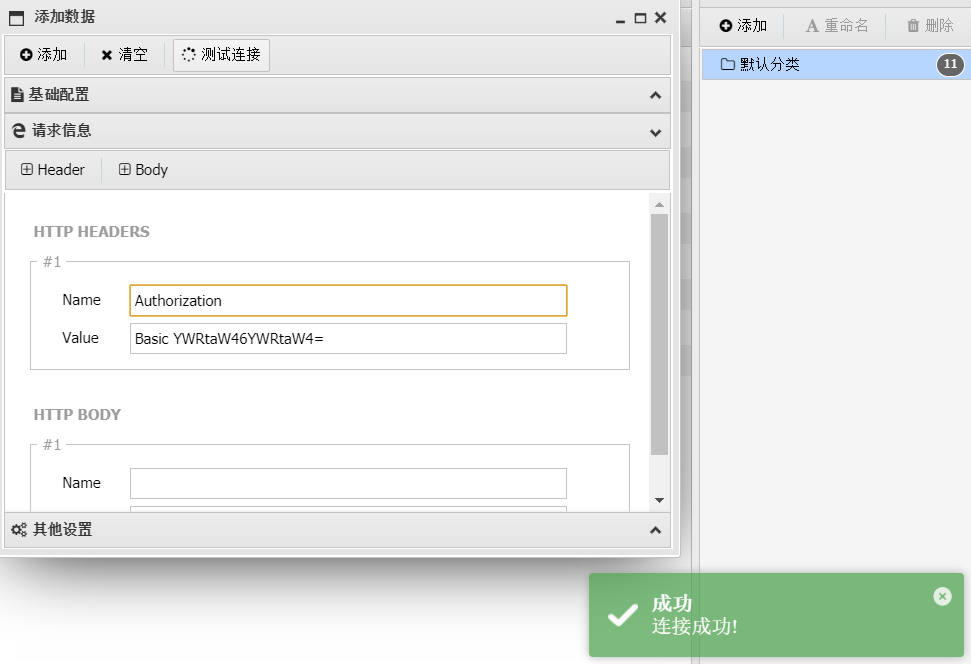 添加数据
添加 清空 测试连接
基础配置
请求信息
Header Body
HTTP HEADERS
#1
Name Authorization
Value Basic YWRtaW46YWRtaW4=
HTTP BODY
#1
Name
其他设置
添加 A 重命名 删除
默认分类 11
成功
连接成功!